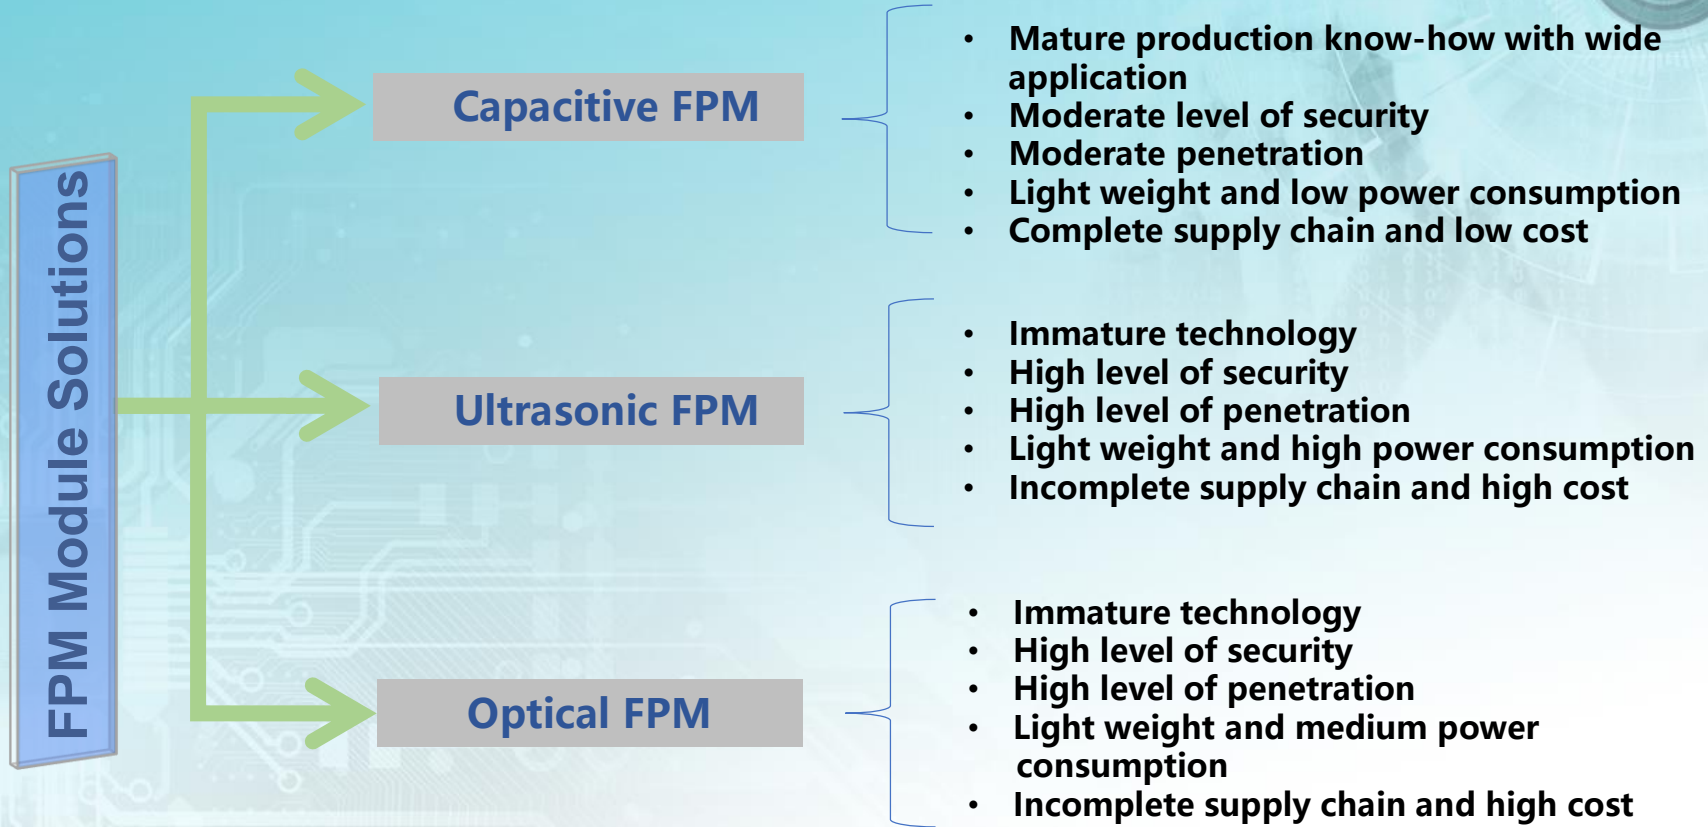 FPM Module Solutions
Capacitive FPM
• Mature production know-how with wide
application
• Moderate level of security
• Moderate penetration
• Light weight and low power consumption
• Complete supply chain and low cost
Ultrasonic FPM
• Immature technology
• High level of security
• High level of penetration
• Light weight and high power consumption
• Incomplete supply chain and high cost
Optical FPM
• Immature technology
• High level of security
• High level of penetration
• Light weight and medium power
consumption
• Incomplete supply chain and high cost